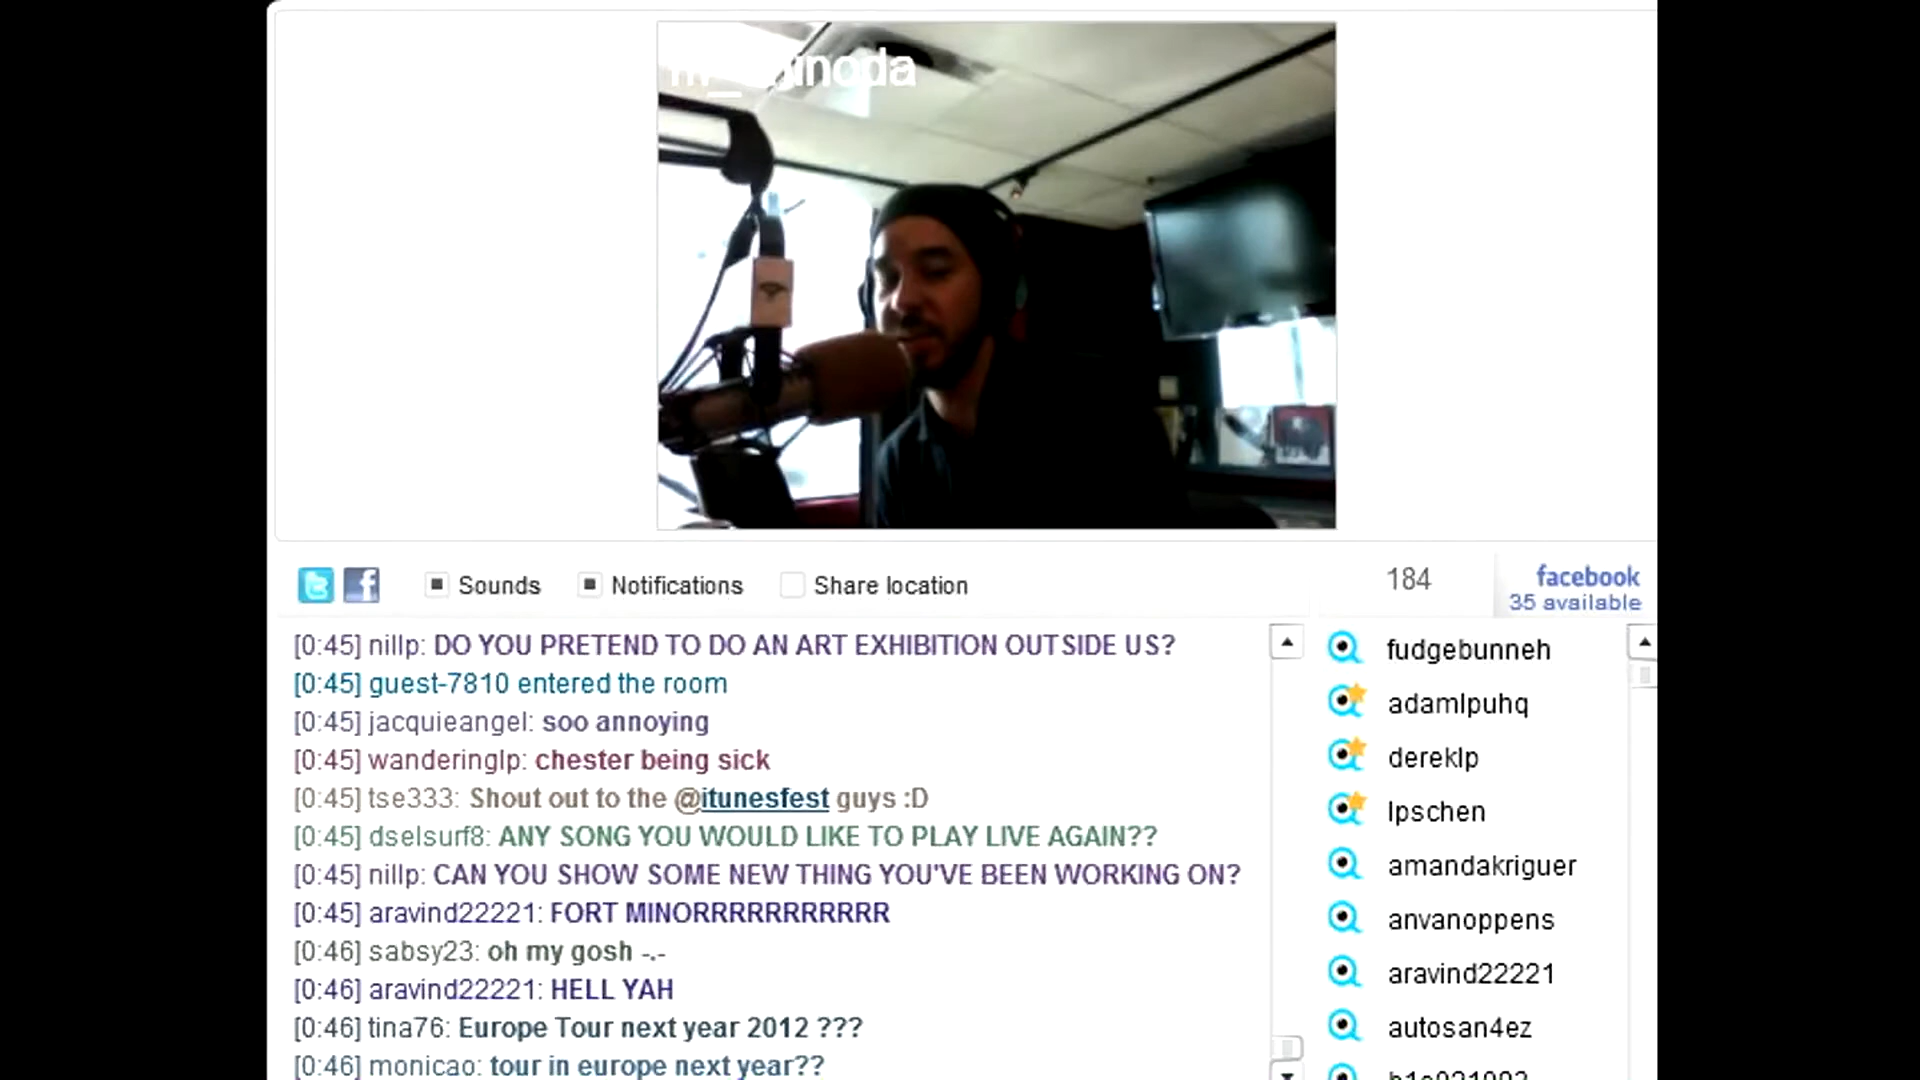 Sounds Notifications Share location
184
facebook
35 available
[0:45] nillp: DO YOU PRETEND TO DO AN ART EXHIBITION OUTSIDE US?
[0:45] guest-7810 entered the room
[0:45] jacquieangel: soo annoying
[0:45] wanderinglp: chester being sick
[0:45] tse333: Shout out to the @itunesfest guys :D
[0:45] dselsurf8: ANY SONG YOU WOULD LIKE TO PLAY LIVE AGAIN??
[0:45] nillp: CAN YOU SHOW SOME NEW THING YOU'VE BEEN WORKING ON?
[0:45] aravind22221: FORT MINORRRRRRRRRRR
[0:46] sabsy23: oh my gosh -.-
[0:46] aravind22221: HELL YAH
[0:46] tina76: Europe Tour next year 2012 ???
[0:46] monicao: tour in europe next year??
fudgebunneh
adamlpuhq
dereklp
lpschen
amandakriguer
anvanoppens
aravind22221
autosan4ez